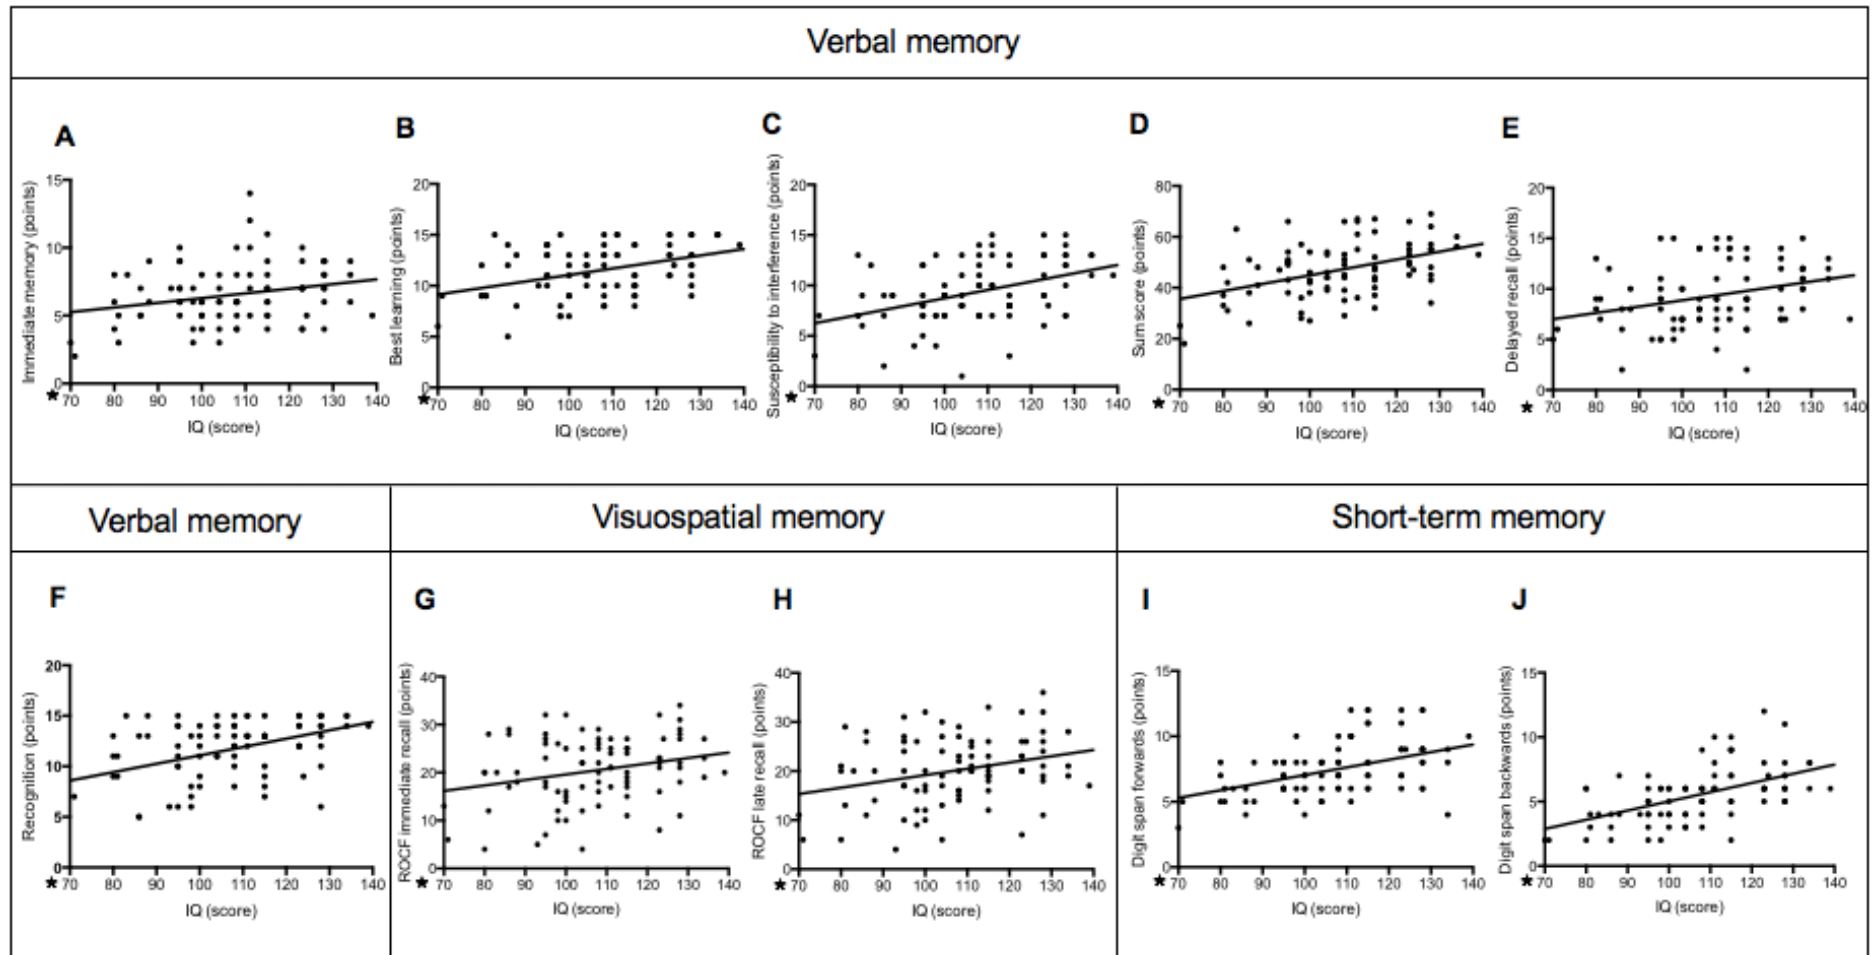 Verbal memory
A
Immediate memory (points)
15
10
5
0
* 70 80 90 100 110 120 130 140
IQ (score)
B
Best learning (points)
20
15
10
5
0
* 70 80 90 100 110 120 130 140
IQ (score)
C
Susceptibility to interference (points)
20
15
10
5
0
* 70 80 90 100 110 120 130 140
IQ (score)
D
Sum score (points)
80
60
40
20
0
* 70 80 90 100 110 120 130 140
IQ (score)
E
Delayed recall (points)
20
15
10
5
0
* 70 80 90 100 110 120 130 140
IQ (score)
Verbal memory
F
Recognition (points)
20
15
10
5
0
* 70 80 90 100 110 120 130 140
IQ (score)
Visuospatial memory
G
ROCF immediate recall (points)
40
30
20
10
0
* 70 80 90 100 110 120 130 140
IQ (score)
H
ROCF late recall (points)
40
30
20
10
0
* 70 80 90 100 110 120 130 140
IQ (score)
Short-term memory
I
Digit span forwards (points)
15
10
5
0
* 70 80 90 100 110 120 130 140
IQ (score)
J
Digit span backwards (points)
15
10
5
0
* 70 80 90 100 110 120 130 140
IQ (score)